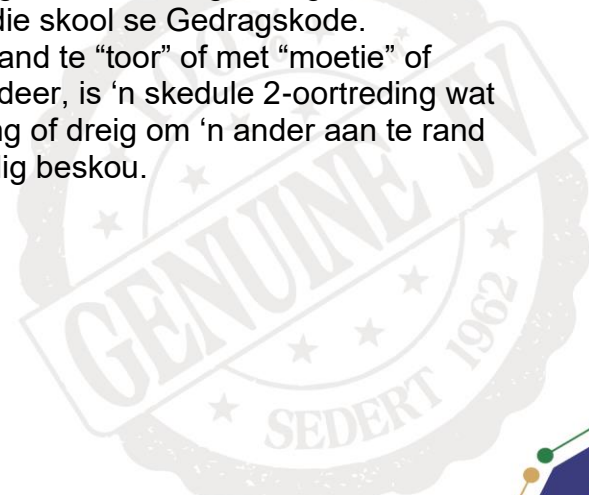 die skool se Gedragskode.
and te “toor” of met “moetie” of
deer, is ‘n skedule 2-oortreding wat
ng of dreig om ‘n ander aan te rand
lig beskou.
GENUINE JV
SEDERT 1962